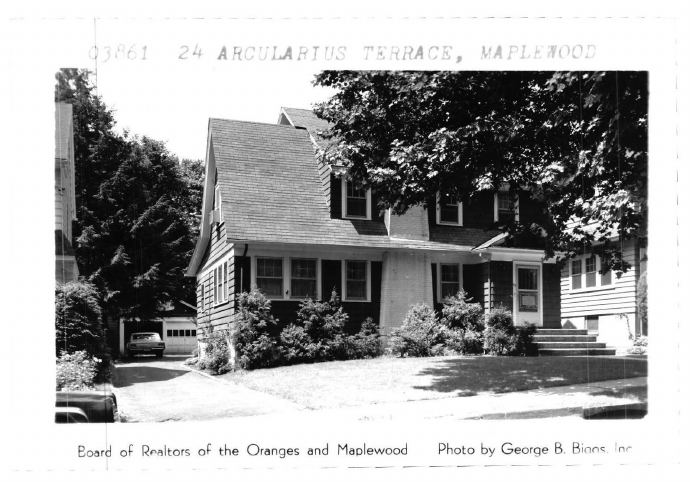 03861 24 ARCULARIUS TERRACE, MAPLEWOOD
Board of Realtors of the Oranges and Maplewood Photo by George B. Biggs, Inc.